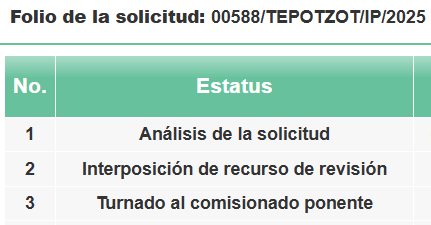 Folio de la solicitud: 00588/TEPOTZOT/IP/2025
No. Estatus
1 Análisis de la solicitud
2 Interposición de recurso de revisión
3 Turnado al comisionado ponente